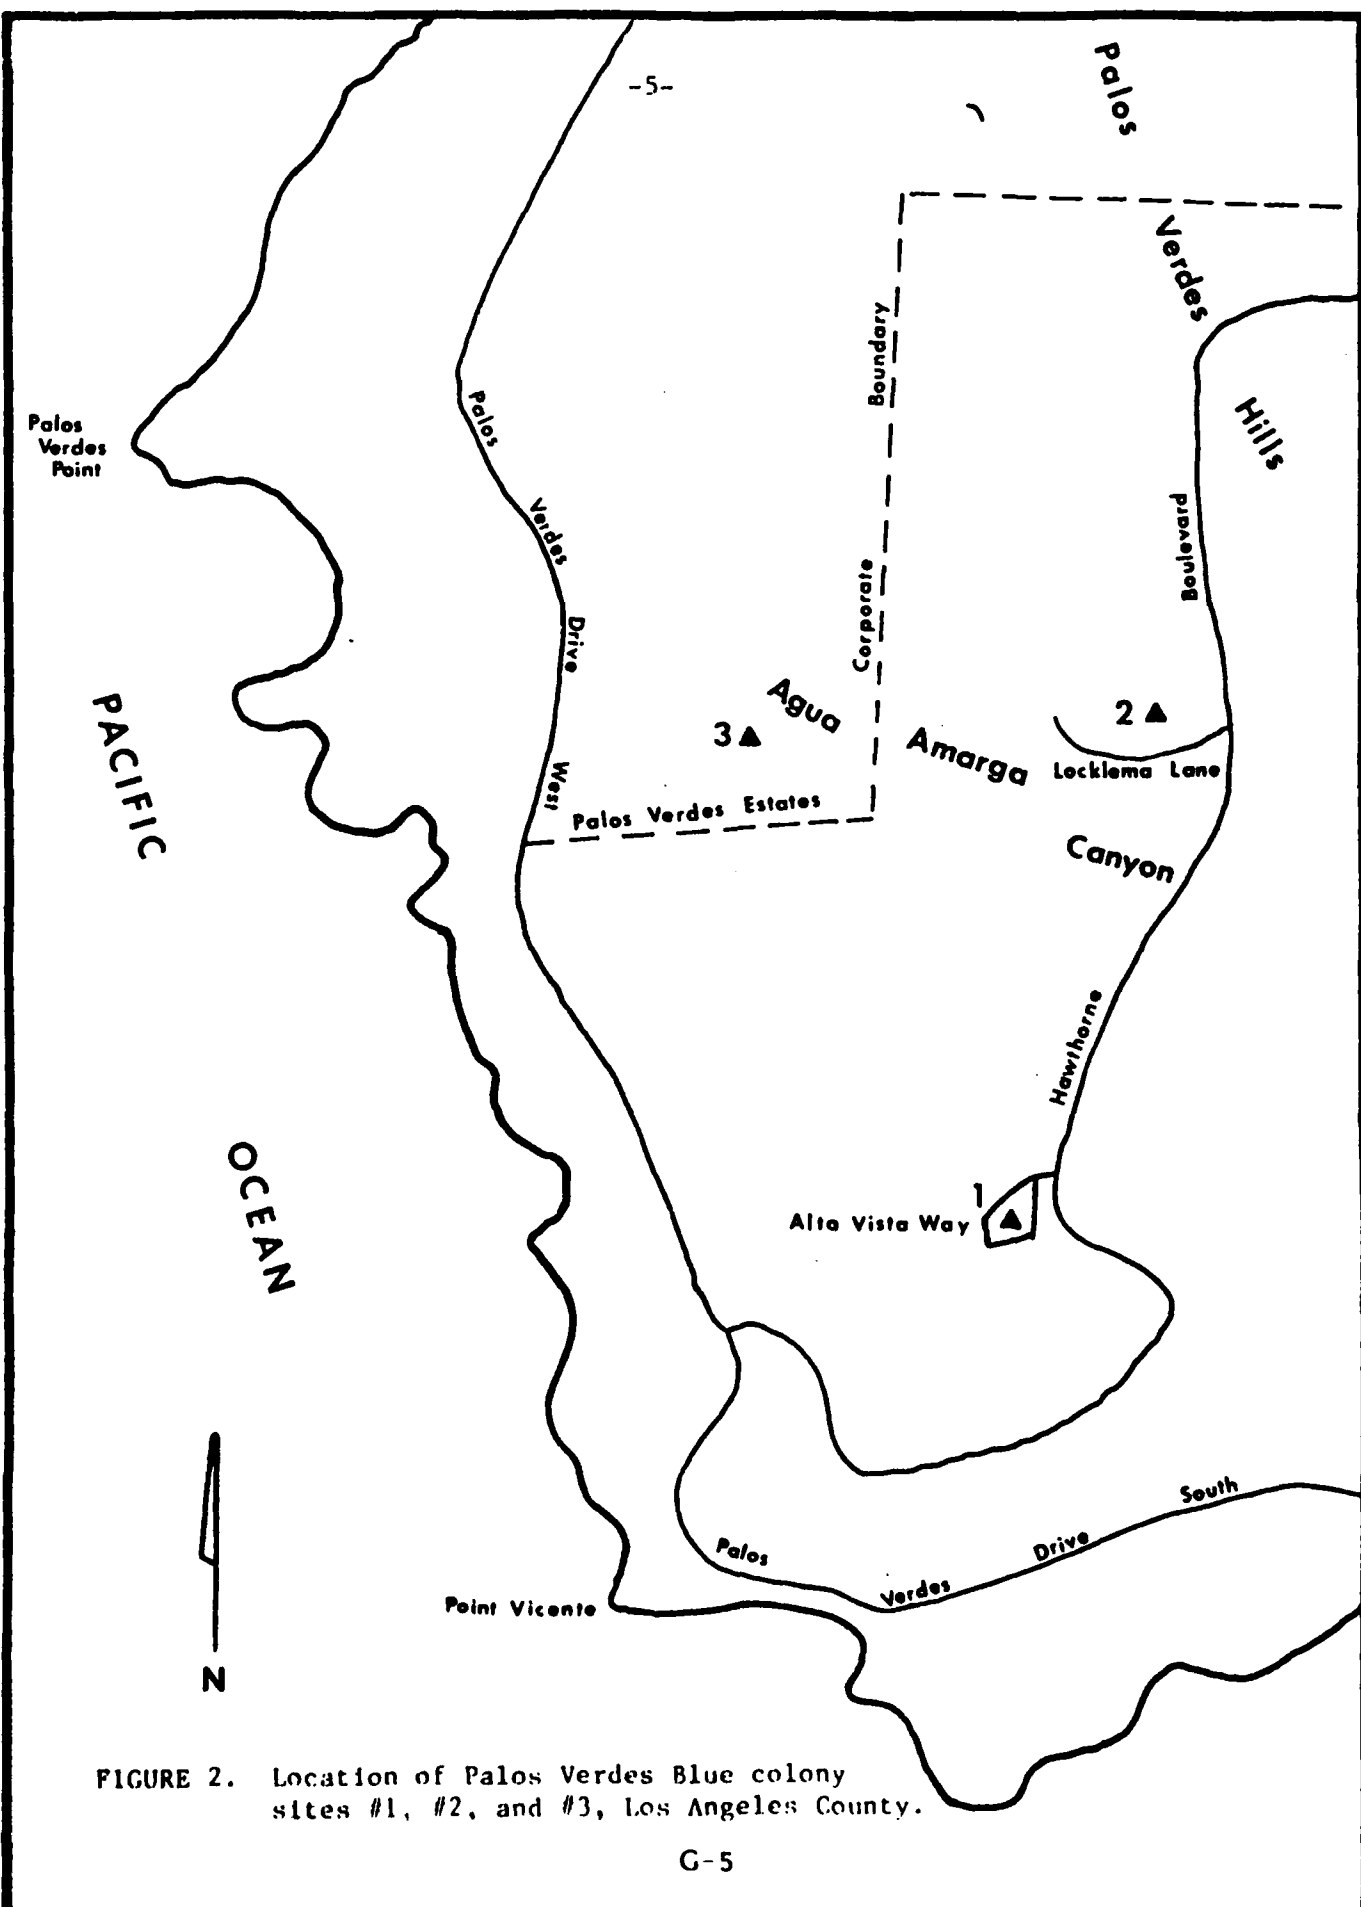 -5-
Palos
Verdes
Hills
Palos
Verdes
Point
Palos
Verdes
Drive
West
Boundary
Corporate
Boulevard
Agua
Amarga
Canyon
3
2
Locklema Lane
Palos Verdes Estates
PACIFIC
OCEAN
Hawthorne
1
Alta Vista Way
Palos
Verdes
Drive
South
Point Vicente
N
FIGURE 2. Location of Palos Verdes Blue colony
sites #1, #2, and #3, Los Angeles County.
G-5